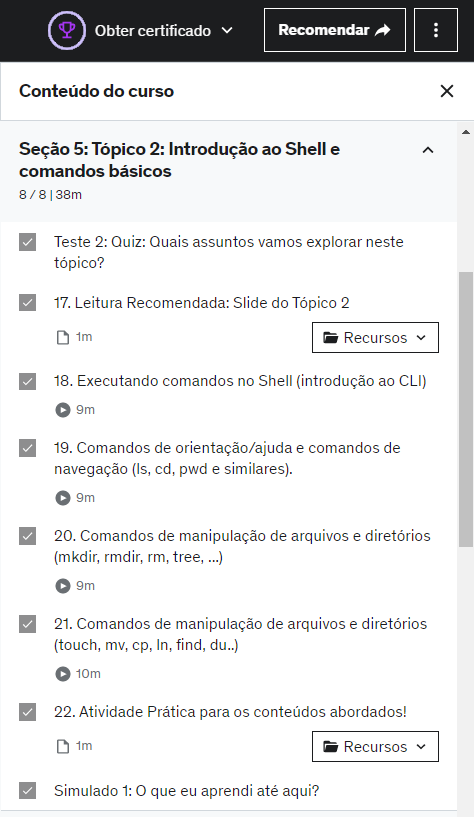 Obter certificado
Recomendar
Conteúdo do curso
Seção 5: Tópico 2: Introdução ao Shell e
comandos básicos
8 / 8 | 38m
Teste 2: Quiz: Quais assuntos vamos explorar neste
tópico?
17. Leitura Recomendada: Slide do Tópico 2
1m
Recursos
18. Executando comandos no Shell (introdução ao CLI)
9m
19. Comandos de orientação/ajuda e comandos de
navegação (ls, cd, pwd e similares).
9m
20. Comandos de manipulação de arquivos e diretórios
(mkdir, rmdir, rm, tree, ...)
9m
21. Comandos de manipulação de arquivos e diretórios
(touch, mv, cp, ln, find, du..)
10m
22. Atividade Prática para os conteúdos abordados!
1m
Recursos
Simulado 1: O que eu aprendi até aqui?